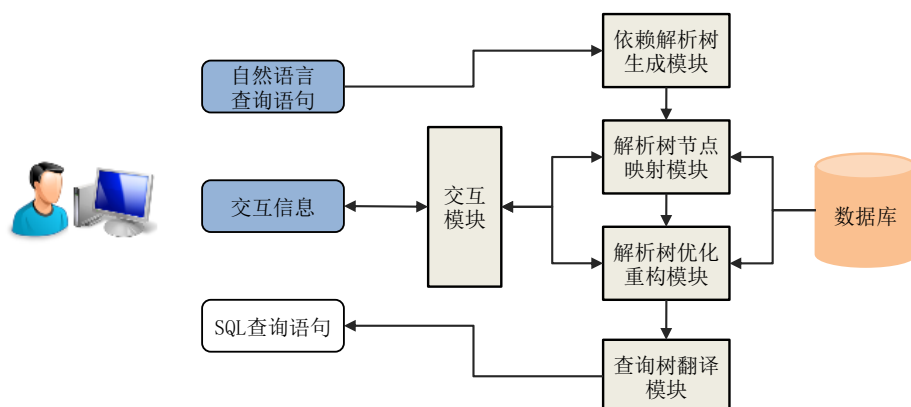 依赖解析树
生成模块
自然语言
查询语句
解析树节点
映射模块
交互信息
交互
模块
数据库
解析树优化
重构模块
SQL查询语句
查询树翻译
模块